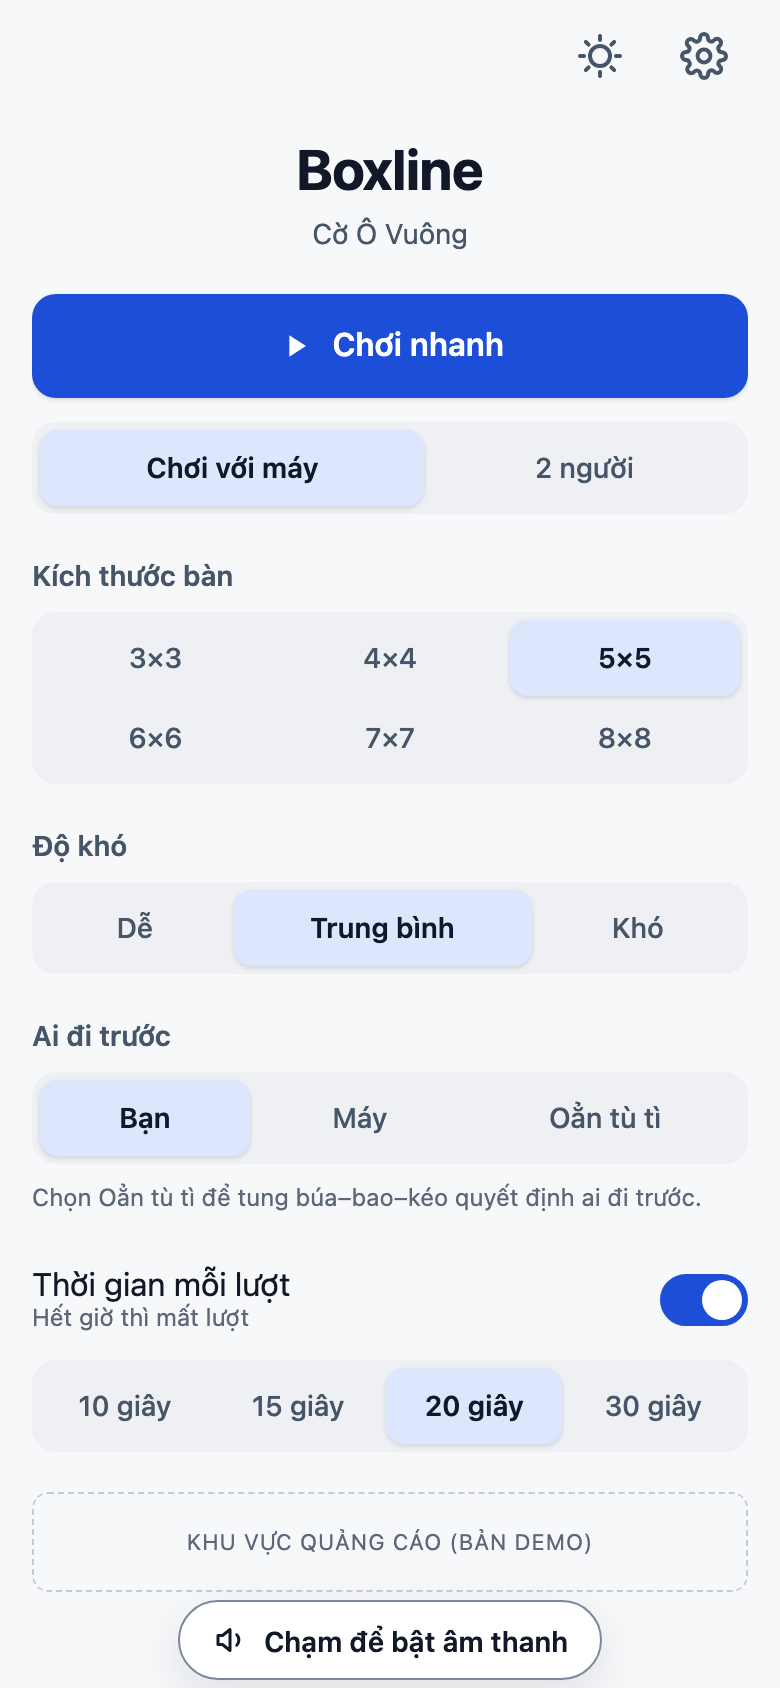 Boxline
Cờ Ô Vuông
Chơi nhanh
Chơi với máy
2 người
Kích thước bàn
3×3
4×4
5×5
6×6
7×7
8×8
Độ khó
Dễ
Trung bình
Khó
Ai đi trước
Bạn
Máy
Oẳn tù tì
Chọn Oẳn tù tì để tung búa–bao–kéo quyết định ai đi trước.
Thời gian mỗi lượt
Hết giờ thì mất lượt
10 giây
15 giây
20 giây
30 giây
KHU VỰC QUẢNG CÁO (BẢN DEMO)
Chạm để bật âm thanh